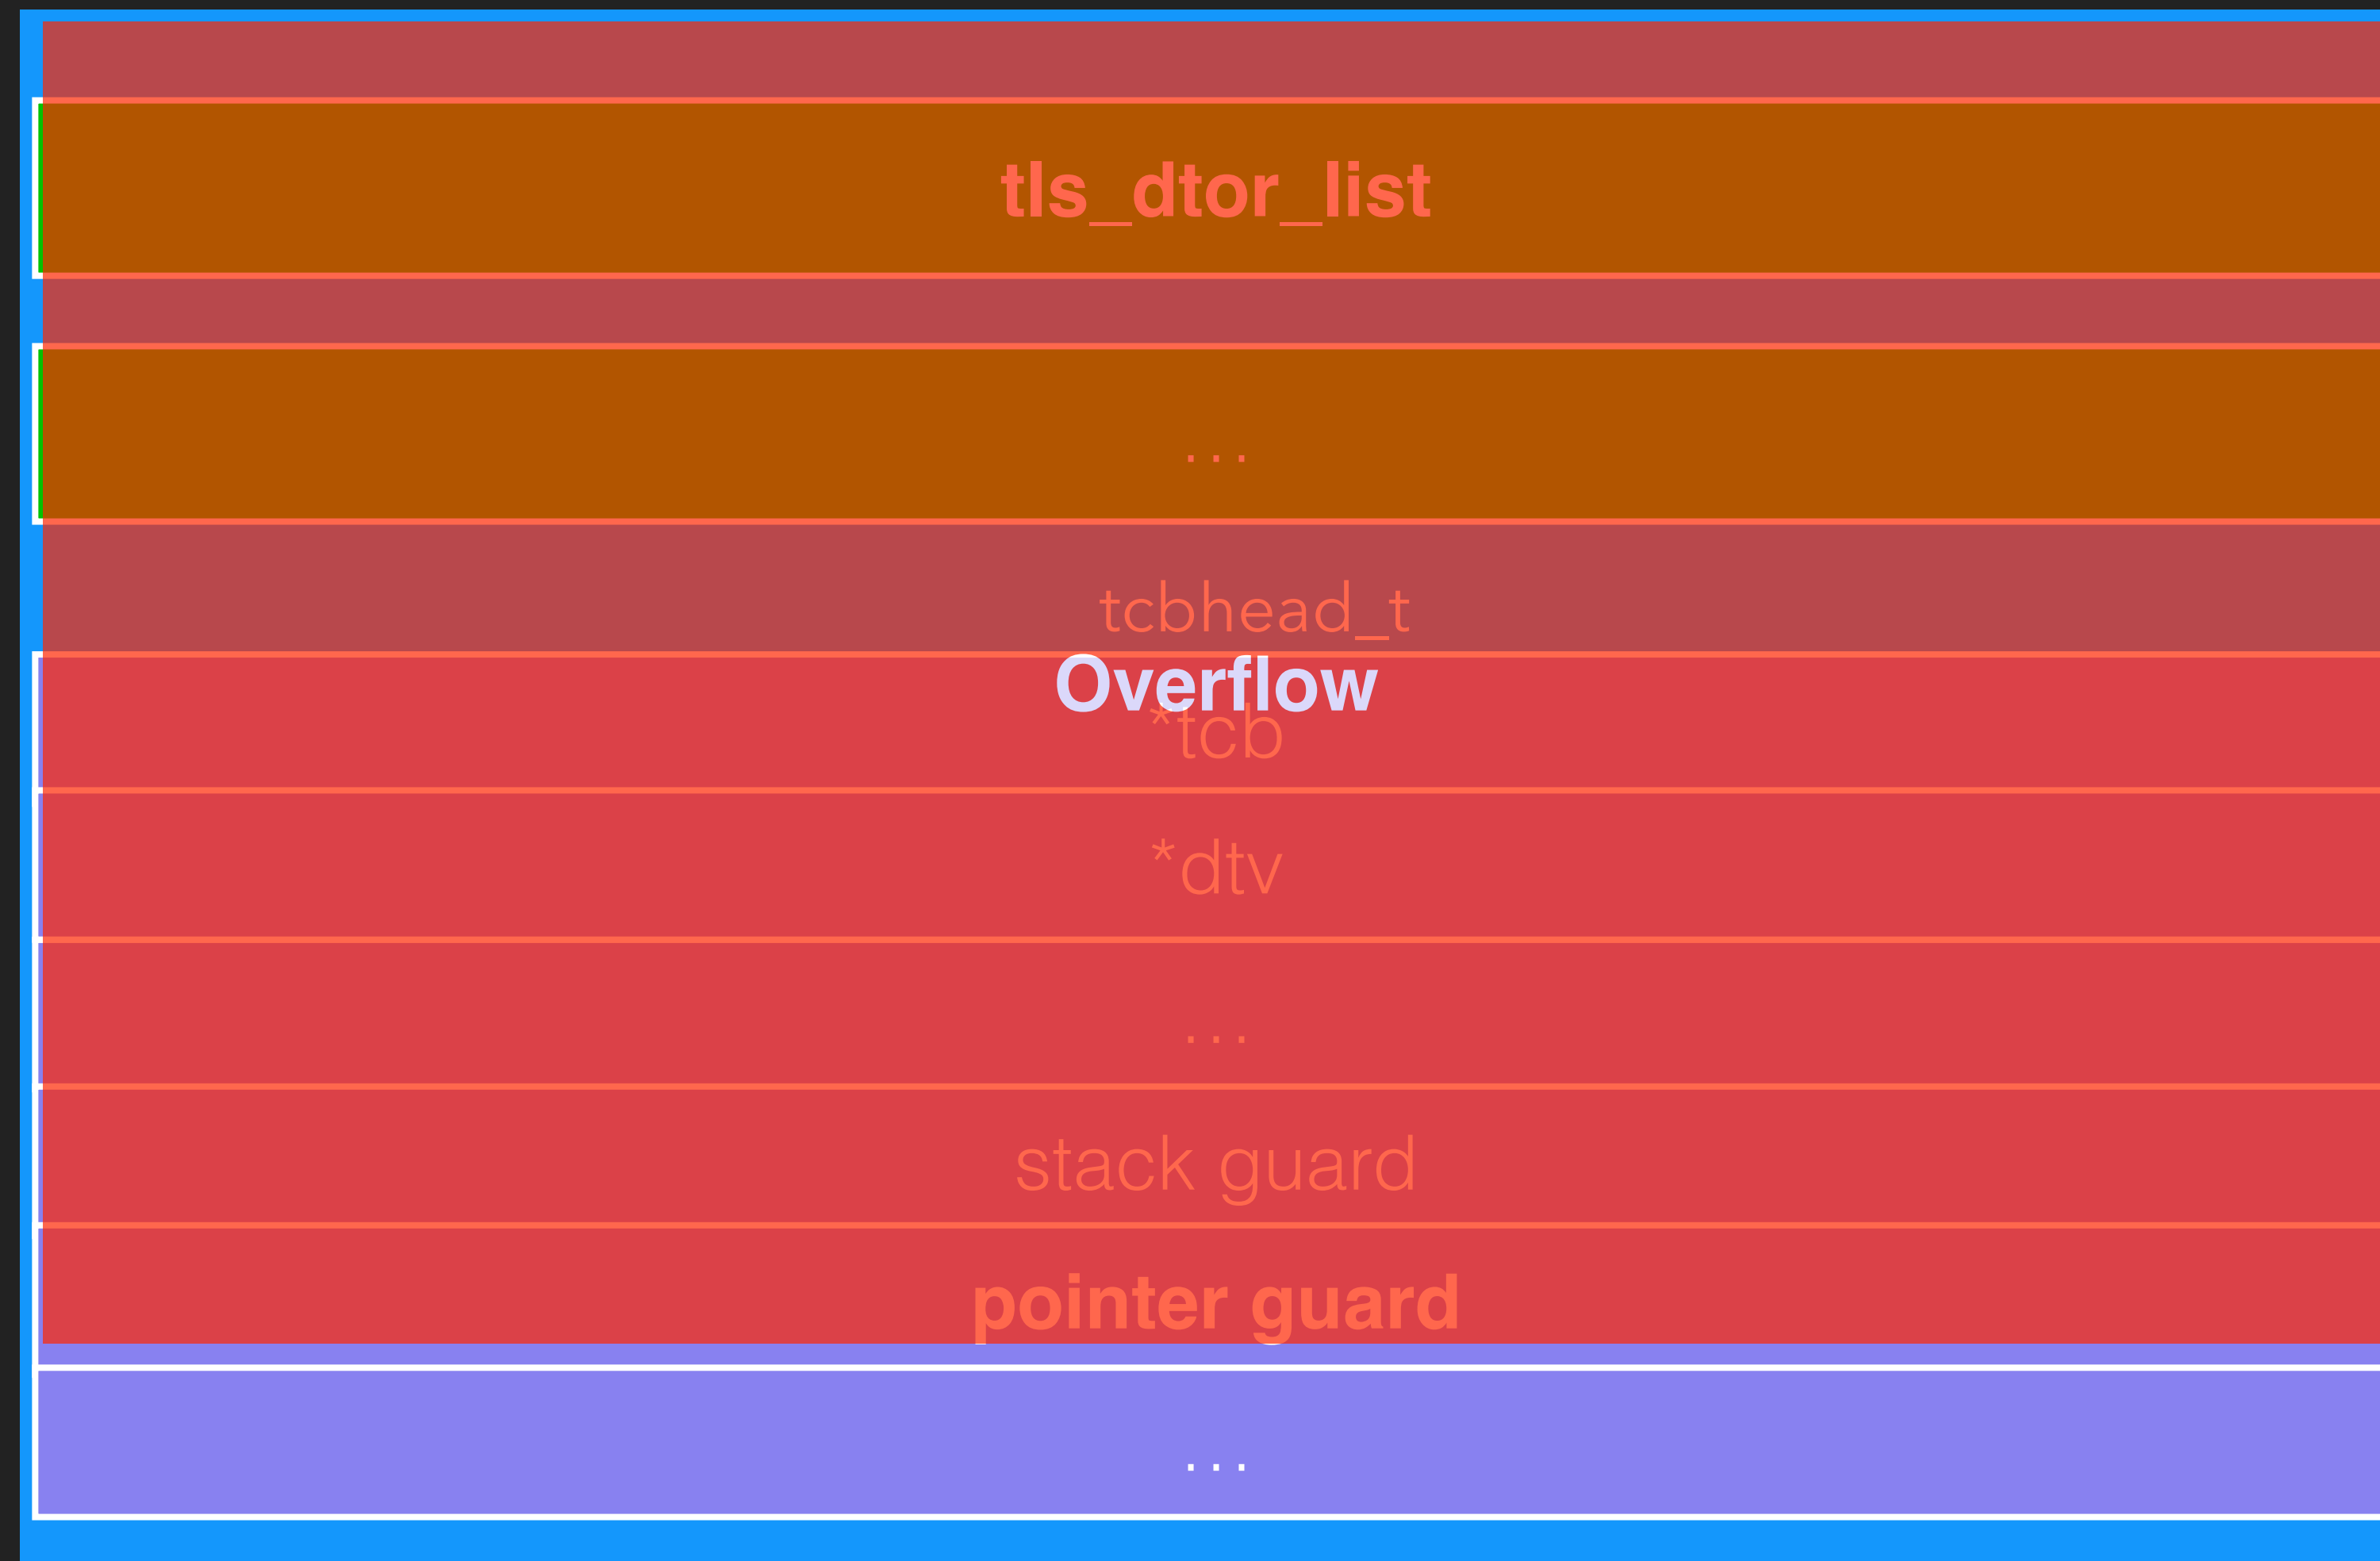 tls_dtor_list
...
tcbhead_t
Overflow
*tcb
*dtv
...
stack guard
pointer guard
...